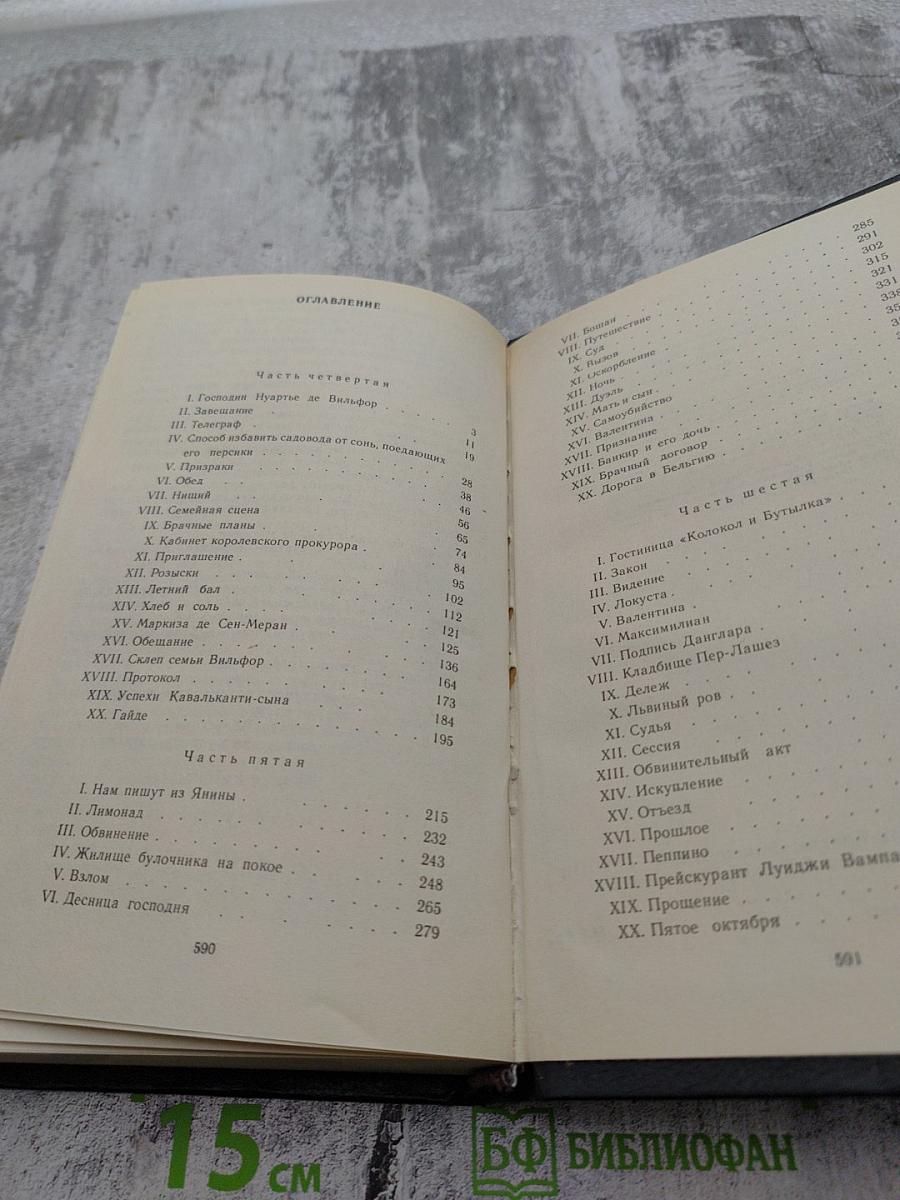 ОГЛАВЛЕНИЕ
Часть четвертая
I. Господин Нуартье де Вильфор . . . . 3
II. Завещание . . . . 11
III. Телеграф . . . . 19
IV. Способ избавить садовода от сонь, поедающих
его персики . . . . 28
V. Призраки . . . . 38
VI. Обед . . . . 46
VII. Нищий . . . . 56
VIII. Семейная сцена . . . . 65
IX. Брачные планы . . . . 74
X. Кабинет королевского прокурора . . . . 84
XI. Приглашение . . . . 95
XII. Розыски . . . . 102
XIII. Летний бал . . . . 112
XIV. Хлеб и соль . . . . 121
XV. Маркиза де Сен-Меран . . . . 125
XVI. Обещание . . . . 136
XVII. Склеп семьи Вильфор . . . . 164
XVIII. Протокол . . . . 173
XIX. Успехи Кавальканти-сына . . . . 184
XX. Гайде . . . . 195
Часть пятая
I. Нам пишут из Янины . . . . 215
II. Лимонад . . . . 232
III. Обвинение . . . . 243
IV. Жилище булочника на покое . . . . 248
V. Взлом . . . . 265
VI. Десница господня . . . . 279
590
VII. Бошан . . . . 285
VIII. Путешествие . . . . 291
IX. Суд . . . . 302
X. Вызов . . . . 315
XI. Оскорбление . . . . 321
XII. Ночь . . . . 331
XIII. Дуэль . . . . 338
XIV. Мать и сын . . . .
XV. Самоубийство . . . .
XVI. Валентина . . . .
XVII. Признание . . . .
XVIII. Банкир и его дочь . . . .
XIX. Брачный договор . . . .
XX. Дорога в Бельгию . . . .
Часть шестая
I. Гостиница «Колокол и Бутылка» . . . .
II. Закон . . . .
III. Видение . . . .
IV. Локуста . . . .
V. Валентина . . . .
VI. Максимилиан . . . .
VII. Подпись Данглара . . . .
VIII. Кладбище Пер-Лашез
IX. Дележ . . . .
X. Львиный ров . . . .
XI. Судья . . . .
XII. Сессия . . . .
XIII. Обвинительный акт
XIV. Искупление . . . .
XV. Отъезд . . . .
XVI. Прошлое . . . .
XVII. Пеппино . . . .
XVIII. Прейскурант Луиджи Вампа
XIX. Прощение . . . .
XX. Пятое октября . . . .
591
15 см
БФ БИБЛИОФАН